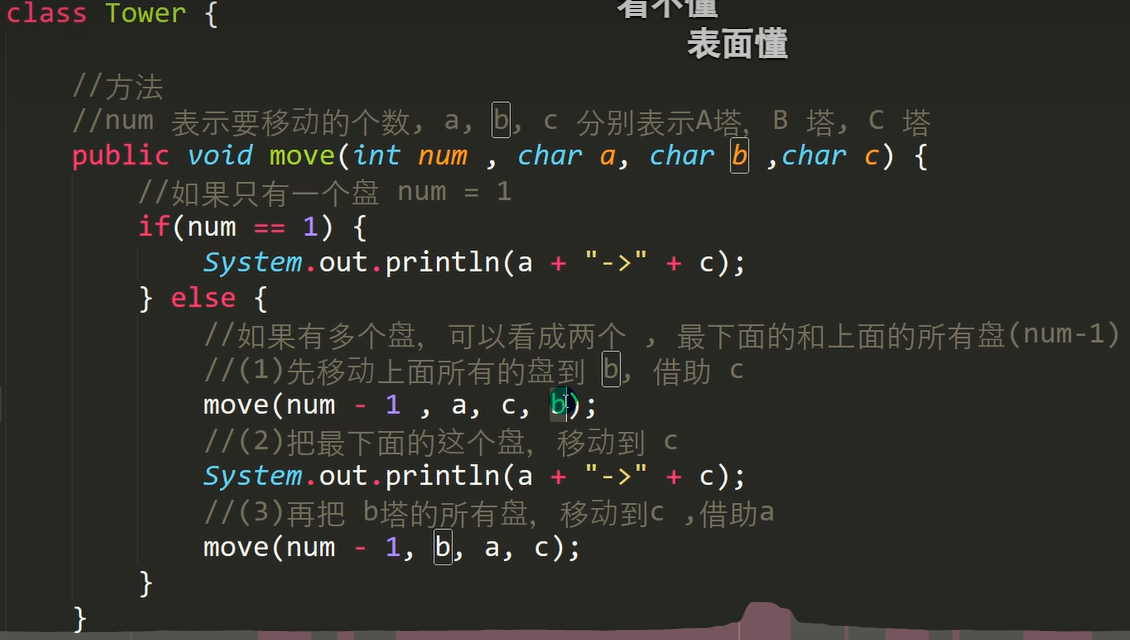 class Tower {
看不懂
表面懂
//方法
//num 表示要移动的个数, a, b, c 分别表示A塔, B 塔, C 塔
public void move(int num , char a, char b ,char c) {
//如果只有一个盘 num = 1
if(num == 1) {
System.out.println(a + "->" + c);
} else {
//如果有多个盘, 可以看成两个 , 最下面的和上面的所有盘(num-1)
//(1)先移动上面所有的盘到 b, 借助 c
move(num - 1 , a, c, b);
//(2)把最下面的这个盘, 移动到 c
System.out.println(a + "->" + c);
//(3)再把 b塔的所有盘, 移动到c ,借助a
move(num - 1, b, a, c);
}
}